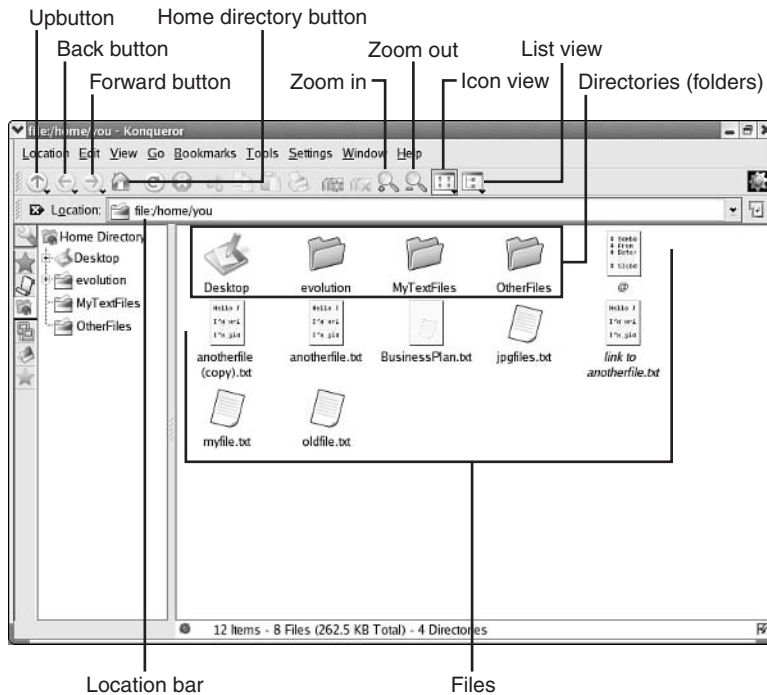 Upbutton
Home directory button
Back button
Zoom out
List view
Forward button
Zoom in
Icon view
Directories (folders)
file:/home/you - Konqueror
Location Edit View Go Bookmarks Tools Settings Window Help
Location: file:/home/you
Home Directory
Desktop
evolution
MyTextFiles
OtherFiles
Desktop
evolution
MyTextFiles
OtherFiles
@
Hello
Hello
Hello
anotherfile
(copy).txt
anotherfile.txt
BusinessPlan.txt
jpgfiles.txt
link to
anotherfile.txt
myfile.txt
oldfile.txt
12 Items - 8 Files (262.5 KB Total) - 4 Directories
Location bar
Files